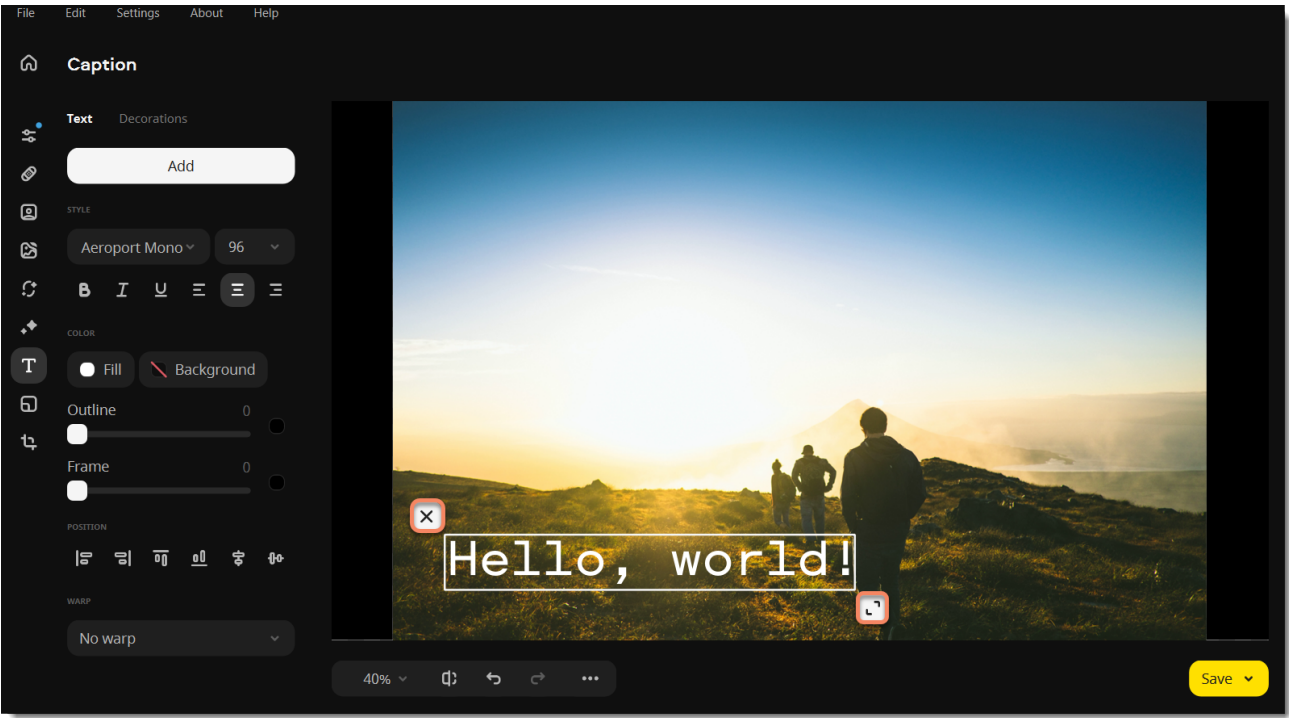 File Edit Settings About Help
Caption
Text Decorations
Add
STYLE
Aeroport Mono 96
B I U
COLOR
T
Fill Background
Outline 0
Frame 0
POSITION
Hello, world!
WARP
No warp
40% Save